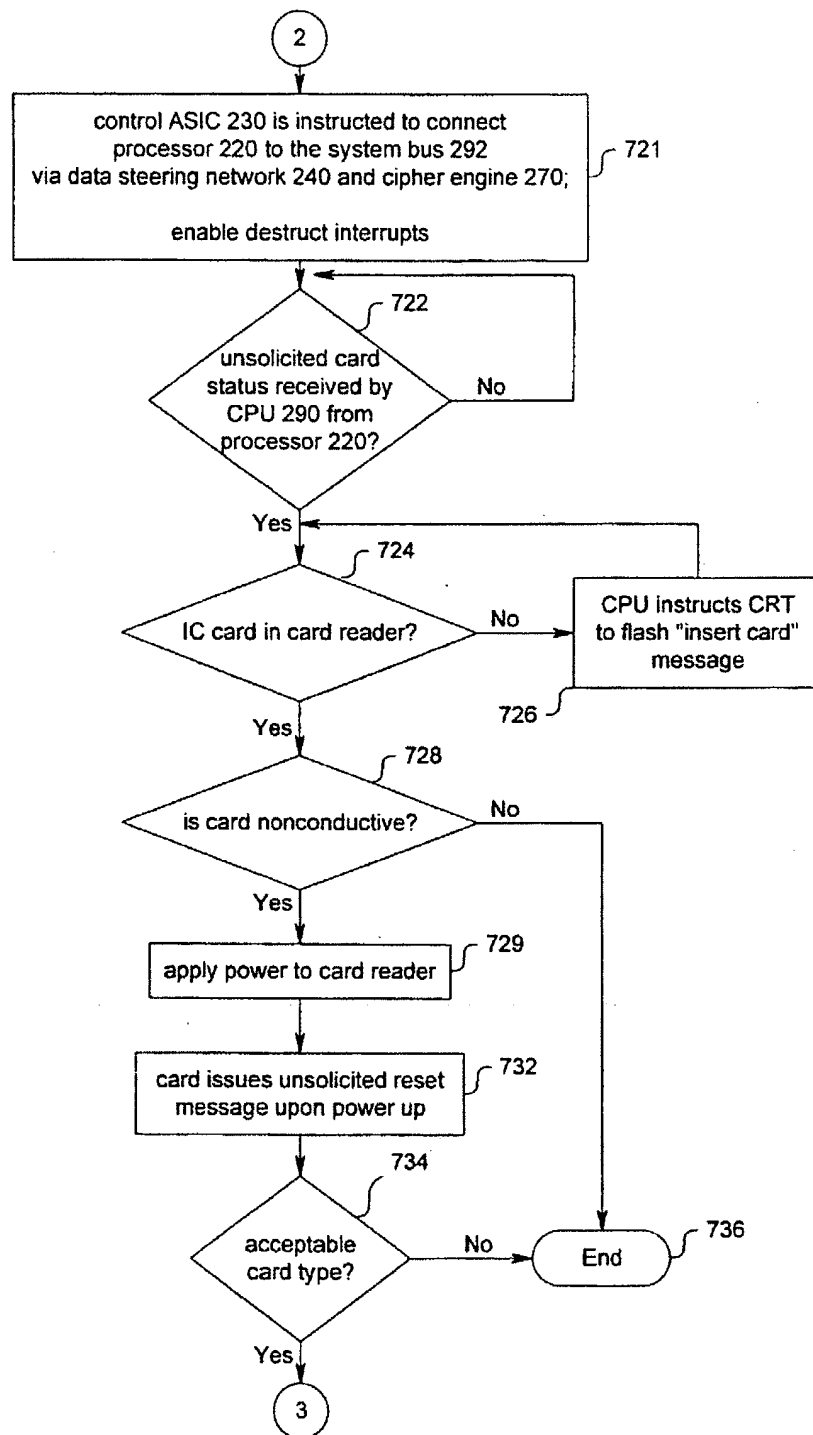 2
control ASIC 230 is instructed to connect
processor 220 to the system bus 292
via data steering network 240 and cipher engine 270;
enable destruct interrupts
721
722
unsolicited card
status received by
CPU 290 from
processor 220?
No
Yes
724
IC card in card reader?
No
CPU instructs CRT
to flash "insert card"
message
726
Yes
728
is card nonconductive?
No
Yes
729
apply power to card reader
732
card issues unsolicited reset
message upon power up
734
acceptable
card type?
No
End
736
Yes
3